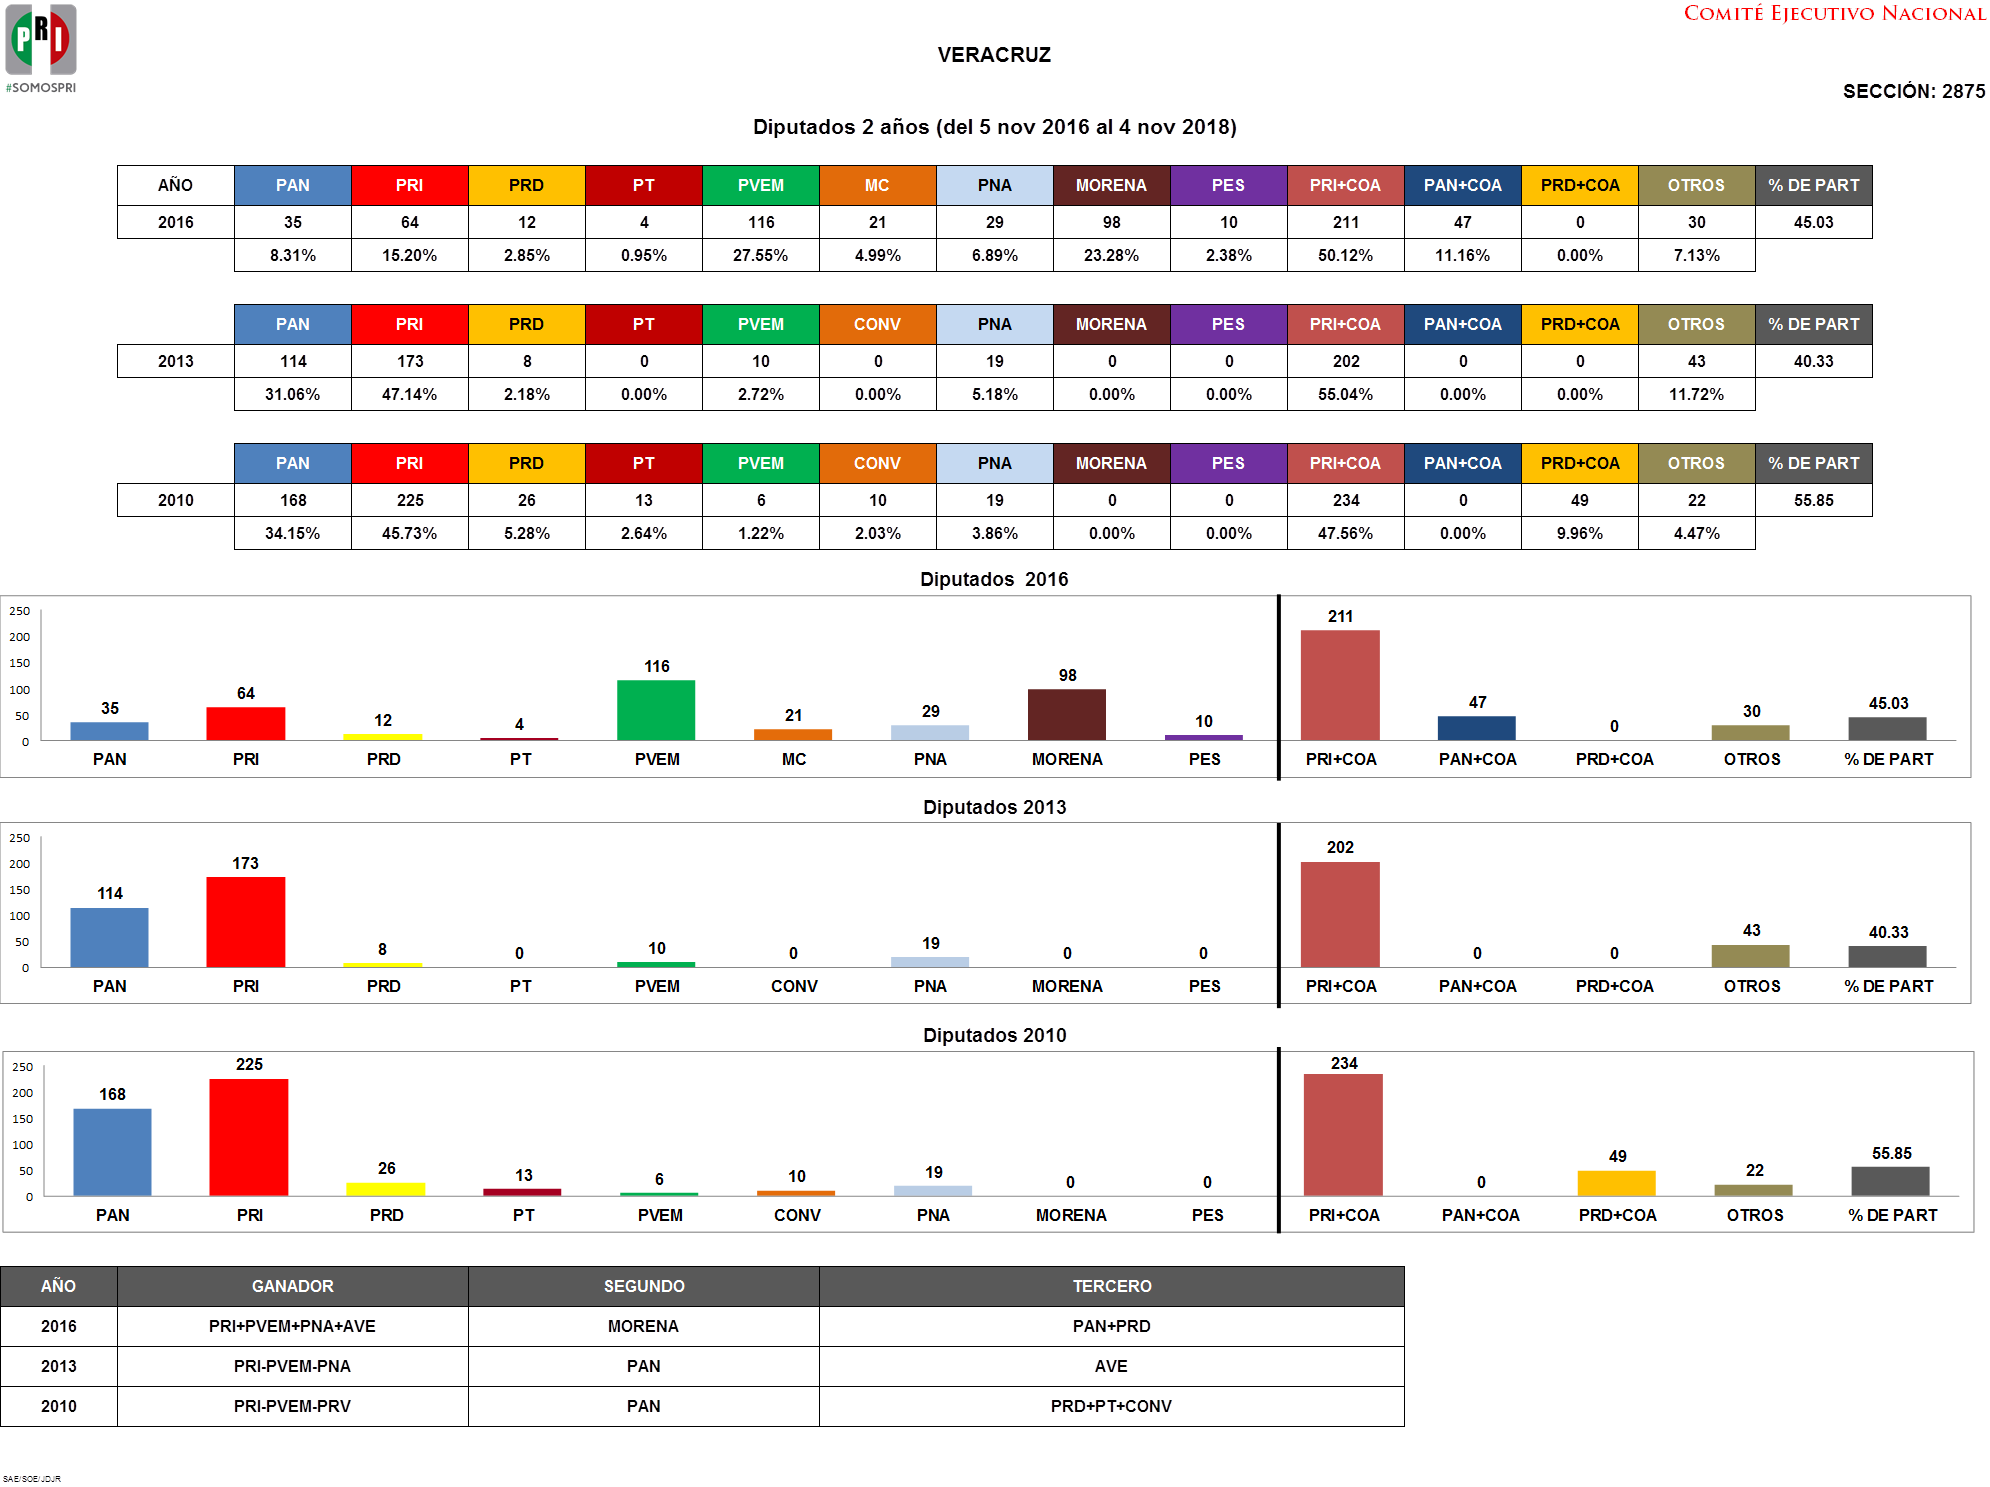 PRI
#SOMOSPRI
COMITÉ EJECUTIVO NACIONAL
VERACRUZ
SECCIÓN: 2875
Diputados 2 años (del 5 nov 2016 al 4 nov 2018)
AÑO PAN PRI PRD PT PVEM MC PNA MORENA PES PRI+COA PAN+COA PRD+COA OTROS % DE PART
2016 35 64 12 4 116 21 29 98 10 211 47 0 30 45.03
8.31% 15.20% 2.85% 0.95% 27.55% 4.99% 6.89% 23.28% 2.38% 50.12% 11.16% 0.00% 7.13%
PAN PRI PRD PT PVEM CONV PNA MORENA PES PRI+COA PAN+COA PRD+COA OTROS % DE PART
2013 114 173 8 0 10 0 19 0 0 202 0 0 43 40.33
31.06% 47.14% 2.18% 0.00% 2.72% 0.00% 5.18% 0.00% 0.00% 55.04% 0.00% 0.00% 11.72%
PAN PRI PRD PT PVEM CONV PNA MORENA PES PRI+COA PAN+COA PRD+COA OTROS % DE PART
2010 168 225 26 13 6 10 19 0 0 234 0 49 22 55.85
34.15% 45.73% 5.28% 2.64% 1.22% 2.03% 3.86% 0.00% 0.00% 47.56% 0.00% 9.96% 4.47%
Diputados 2016
250
200
150
100
50
0
35 64 12 4 116 21 29 98 10 211 47 0 30 45.03
PAN PRI PRD PT PVEM MC PNA MORENA PES PRI+COA PAN+COA PRD+COA OTROS % DE PART
Diputados 2013
250
200
150
100
50
0
114 173 8 0 10 0 19 0 0 202 0 0 43 40.33
PAN PRI PRD PT PVEM CONV PNA MORENA PES PRI+COA PAN+COA PRD+COA OTROS % DE PART
Diputados 2010
250
200
150
100
50
0
168 225 26 13 6 10 19 0 0 234 0 49 22 55.85
PAN PRI PRD PT PVEM CONV PNA MORENA PES PRI+COA PAN+COA PRD+COA OTROS % DE PART
AÑO GANADOR SEGUNDO TERCERO
2016 PRI+PVEM+PNA+AVE MORENA PAN+PRD
2013 PRI-PVEM-PNA PAN AVE
2010 PRI-PVEM-PRV PAN PRD+PT+CONV
SAE/SOE/JDJR